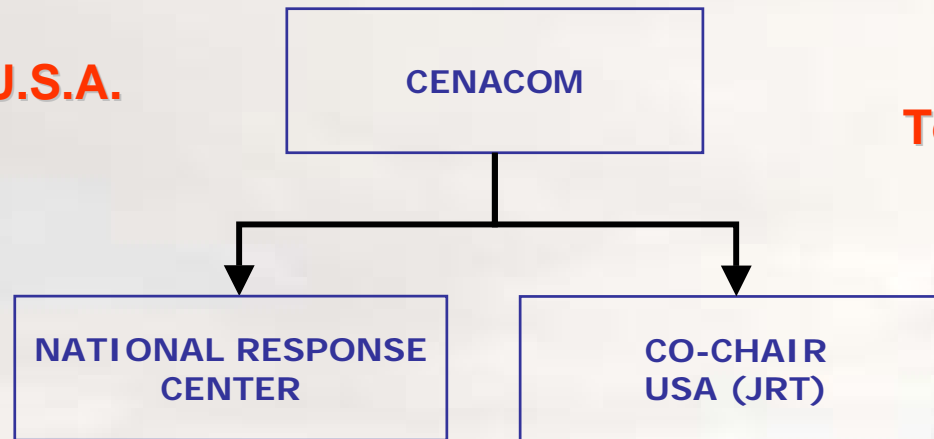 U.S.A.
CENACOM
NATIONAL RESPONSE
CENTER
CO-CHAIR
USA (JRT)